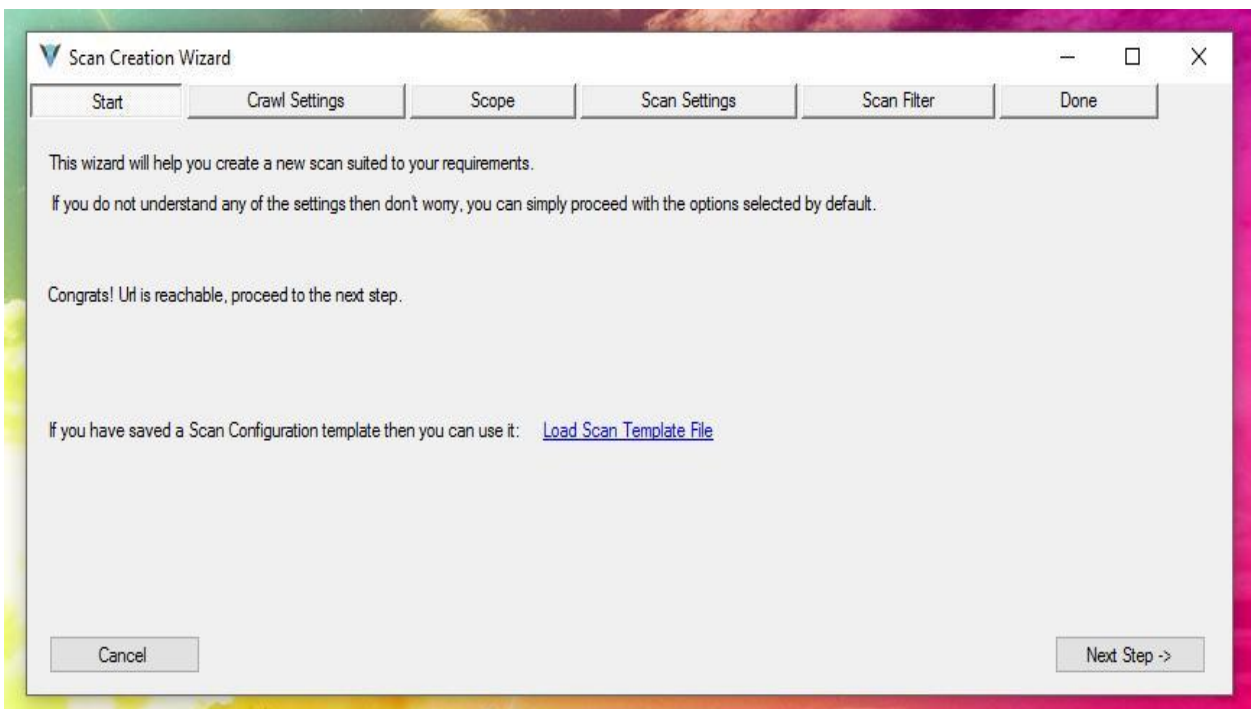 Scan Creation Wizard
Start Crawl Settings Scope Scan Settings Scan Filter Done
This wizard will help you create a new scan suited to your requirements.
If you do not understand any of the settings then don't worry, you can simply proceed with the options selected by default.
Congrats! Url is reachable, proceed to the next step.
If you have saved a Scan Configuration template then you can use it: Load Scan Template File
Cancel Next Step ->